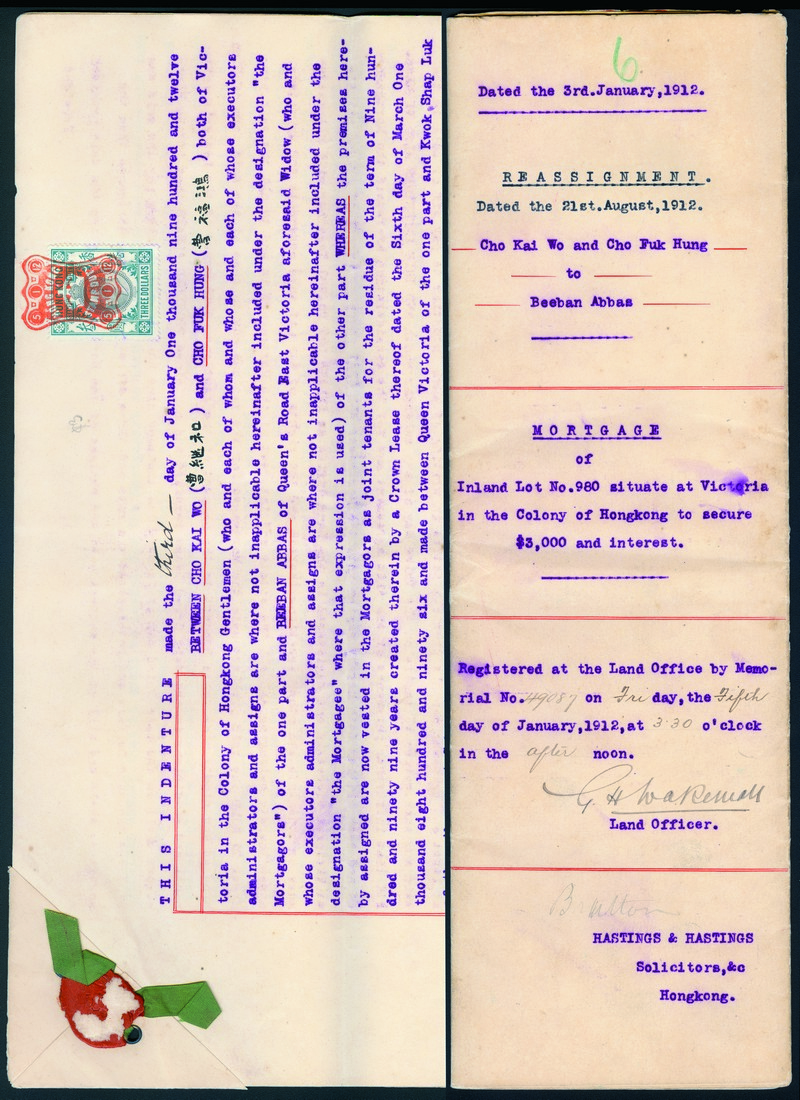 THIS INDENTURE made the third — day of January One thousand nine hundred and twelve
BETWEEN CHO KAI WO (曹繼和) and CHO FUK HUNG (曹福鴻) both of Vic-
toria in the Colony of Hongkong Gentlemen (who and each of whom and whose and each of whose executors
administrators and assigns are where not inapplicable hereinafter included under the designation "the
Mortgagors") of the one part and BEEBAN ABBAS of Queen's Road East Victoria aforesaid Widow (who and
whose executors administrators and assigns are where not inapplicable hereinafter included under the
designation "the Mortgagee" where that expression is used) of the other part WHEREAS the premises here-
by assigned are now vested in the Mortgagors as joint tenants for the residue of the term of Nine hun-
dred and ninety nine years created therein by a Crown Lease thereof dated the Sixth day of March One
thousand eight hundred and ninety six and made between Queen Victoria of the one part and Kwok Shap Luk
THREE DOLLARS
6
Dated the 3rd.January,1912.
REASSIGNMENT.
Dated the 21st.August,1912.
Cho Kai Wo and Cho Fuk Hung
to
Beeban Abbas
MORTGAGE
of
Inland Lot No.980 situate at Victoria
in the Colony of Hongkong to secure
$3,000 and interest.
Registered at the Land Office by Memo-
rial No. 49087 on Friday,the Fifth
day of January,1912,at 3.30 o'clock
in the after noon.
Land Officer.
HASTINGS & HASTINGS
Solicitors,&c
Hongkong.